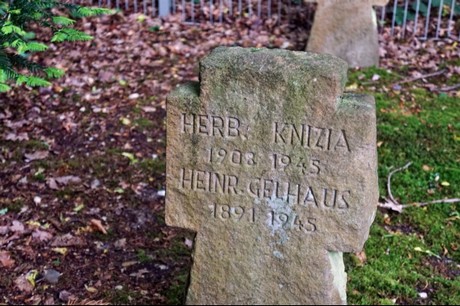 HERB. KNIZIA
1908 1945
HEINR. GELHAUS
1891 1945